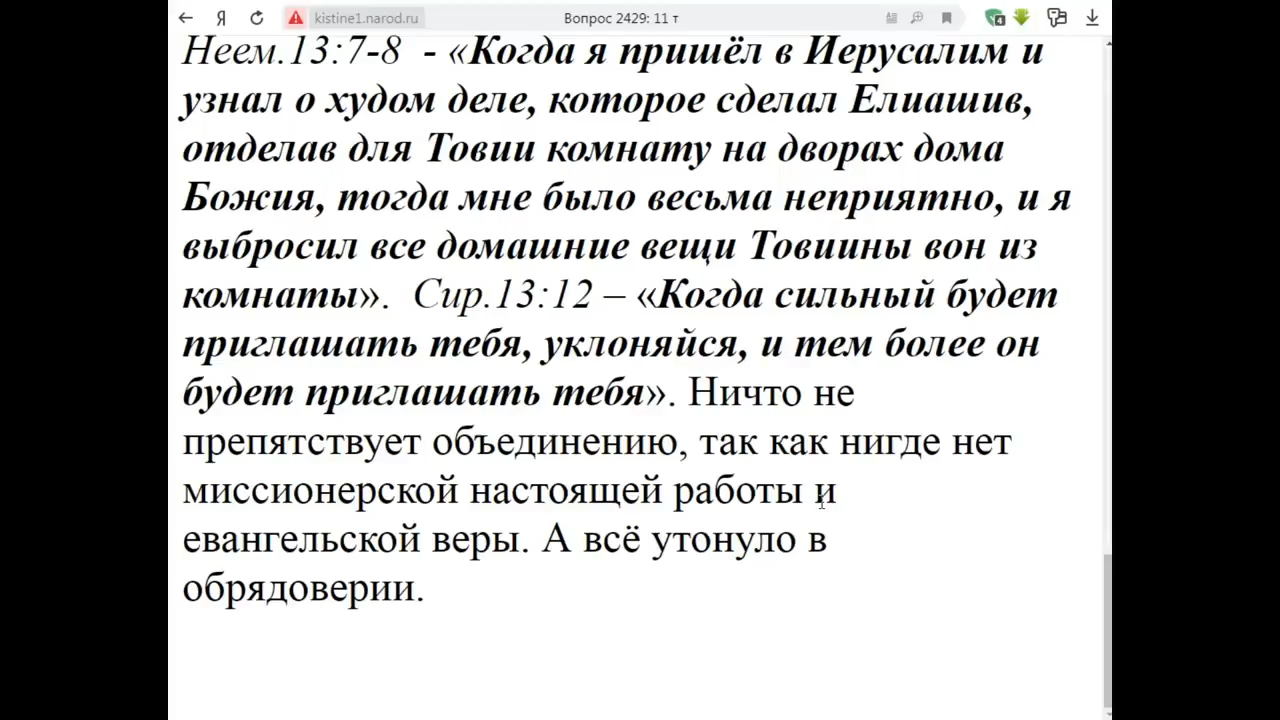 Я kistine1.narod.ru Вопрос 2429: 11 т 4
Неем.13:7-8 - «Когда я пришёл в Иерусалим и
узнал о худом деле, которое сделал Елиашив,
отделав для Товии комнату на дворах дома
Божия, тогда мне было весьма неприятно, и я
выбросил все домашние вещи Товиины вон из
комнаты». Сир.13:12 – «Когда сильный будет
приглашать тебя, уклоняйся, и тем более он
будет приглашать тебя». Ничто не
препятствует объединению, так как нигде нет
миссионерской настоящей работы и
евангельской веры. А всё утонуло в
обрядоверии.